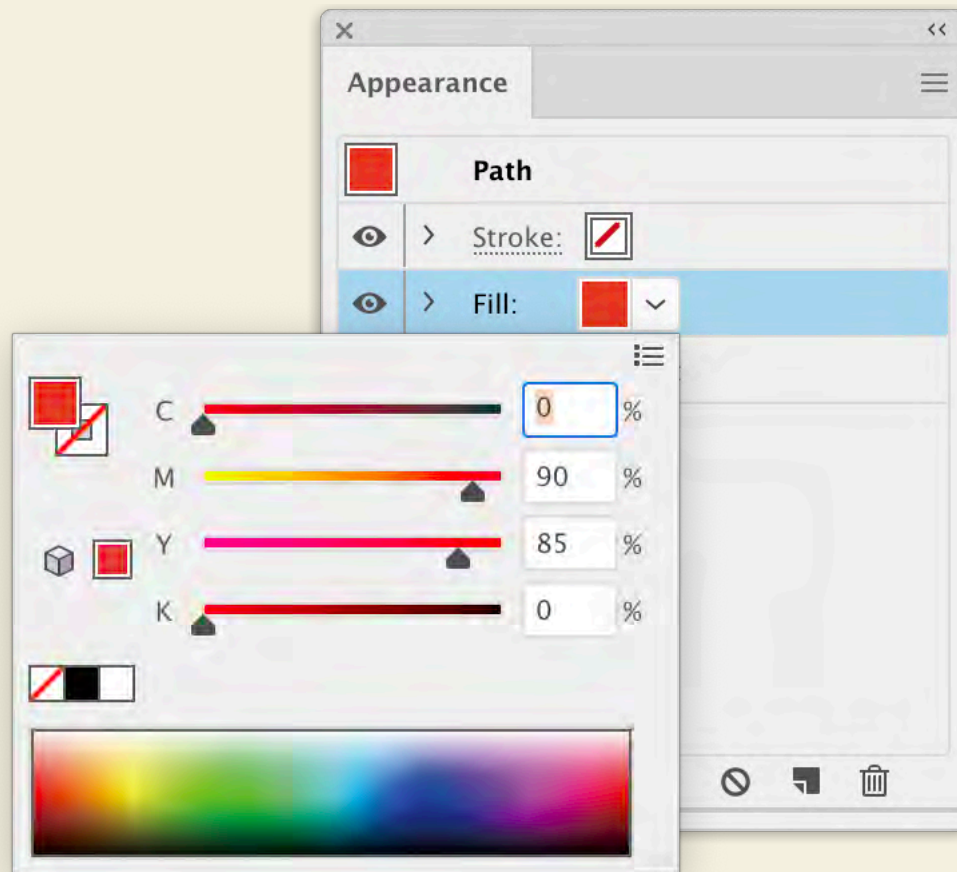 Appearance
Path
Stroke:
Fill:
C 0 %
M 90 %
Y 85 %
K 0 %